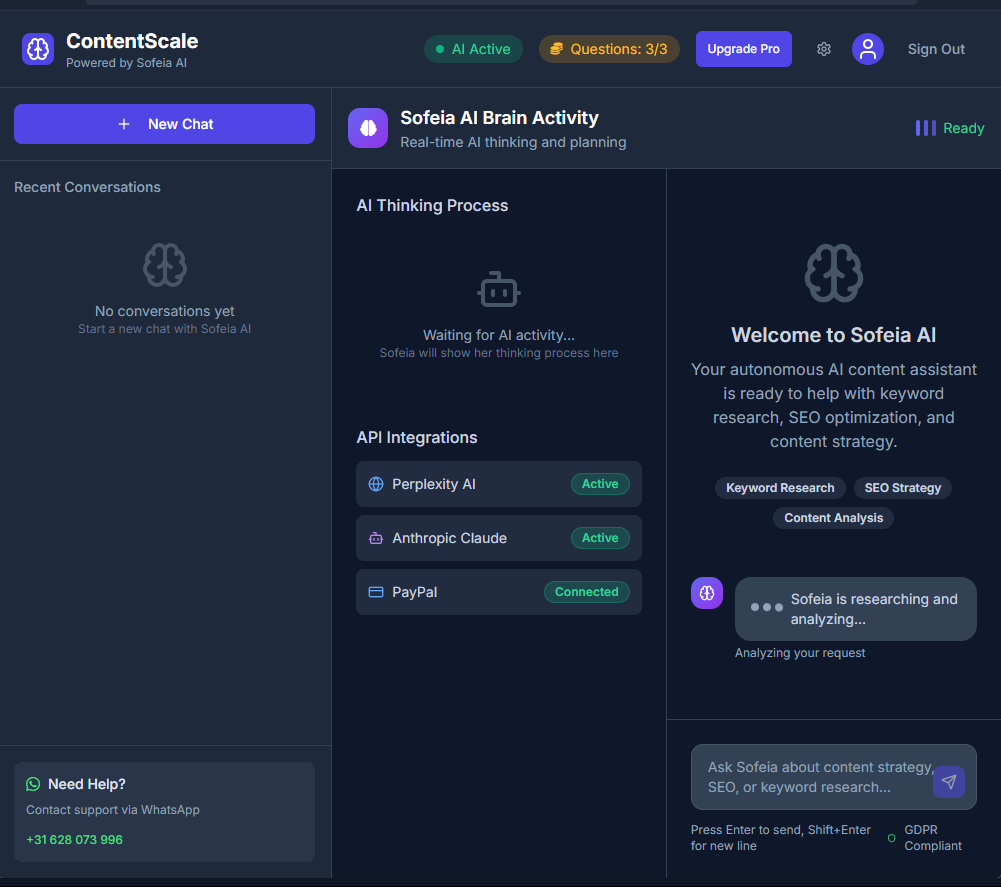 ContentScale
Powered by Sofeia AI
AI Active
Questions: 3/3
Upgrade Pro
Sign Out
New Chat
Recent Conversations
No conversations yet
Start a new chat with Sofeia AI
Need Help?
Contact support via WhatsApp
+31 628 073 996
Sofeia AI Brain Activity
Real-time AI thinking and planning
Ready
AI Thinking Process
Waiting for AI activity...
Sofeia will show her thinking process here
API Integrations
Perplexity AI
Active
Anthropic Claude
Active
PayPal
Connected
Welcome to Sofeia AI
Your autonomous AI content assistant
is ready to help with keyword
research, SEO optimization, and
content strategy.
Keyword Research
SEO Strategy
Content Analysis
Sofeia is researching and
analyzing...
Analyzing your request
Ask Sofeia about content strategy,
SEO, or keyword research...
Press Enter to send, Shift+Enter
for new line
GDPR
Compliant